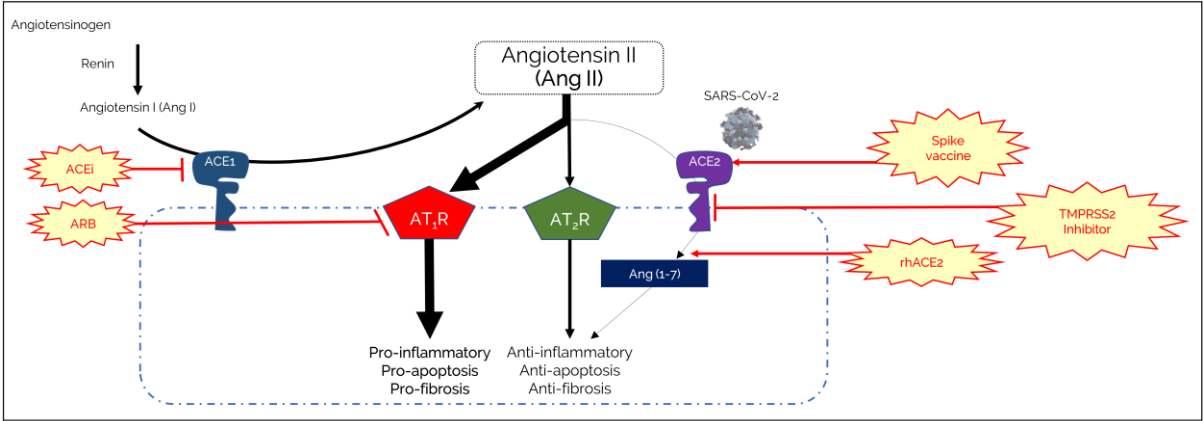 Angiotensinogen
Renin
Angiotensin I (Ang I)
Angiotensin II
(Ang II)
SARS-CoV-2
ACEi
ACE1
ACE2
Spike
vaccine
ARB
AT₁R
AT₂R
TMPRSS2
Inhibitor
rhACE2
Ang (1-7)
Pro-inflammatory
Pro-apoptosis
Pro-fibrosis
Anti-inflammatory
Anti-apoptosis
Anti-fibrosis